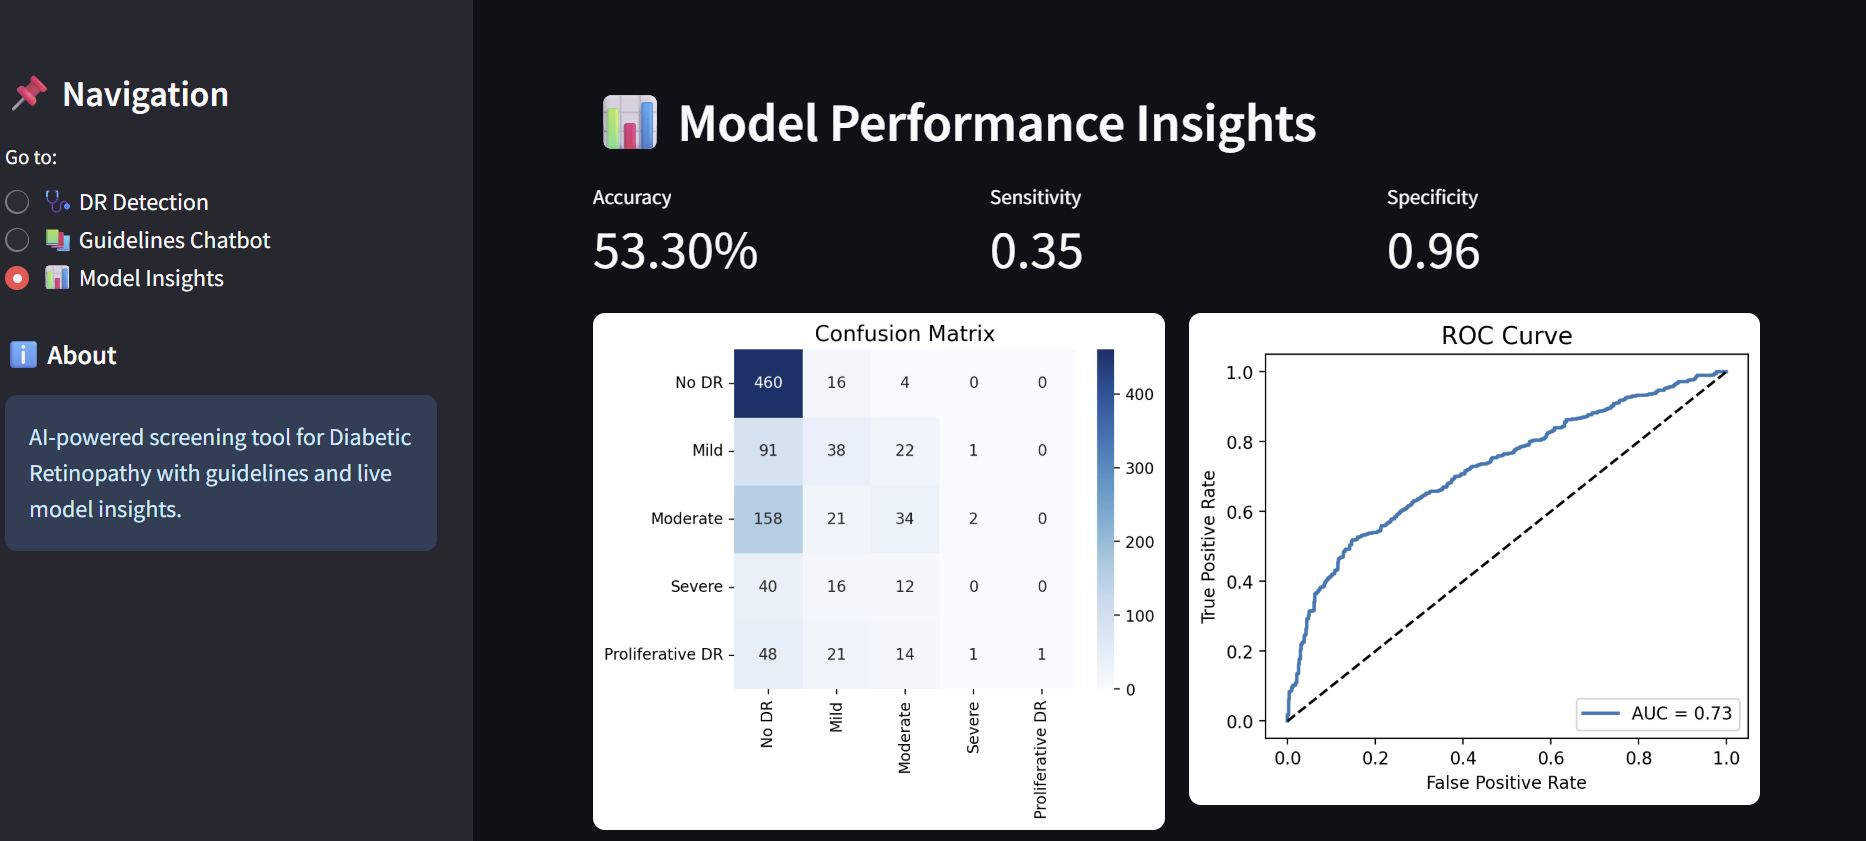 Navigation
Go to:
DR Detection
Guidelines Chatbot
Model Insights
About
AI-powered screening tool for Diabetic
Retinopathy with guidelines and live
model insights.
Model Performance Insights
Accuracy
53.30%
Sensitivity
0.35
Specificity
0.96
Confusion Matrix
No DR 460 16 4 0 0
Mild 91 38 22 1 0
Moderate 158 21 34 2 0
Severe 40 16 12 0 0
Proliferative DR 48 21 14 1 1
No DR
Mild
Moderate
Severe
Proliferative DR
400
300
200
100
0
ROC Curve
True Positive Rate
1.0
0.8
0.6
0.4
0.2
0.0
AUC = 0.73
0.0 0.2 0.4 0.6 0.8 1.0
False Positive Rate